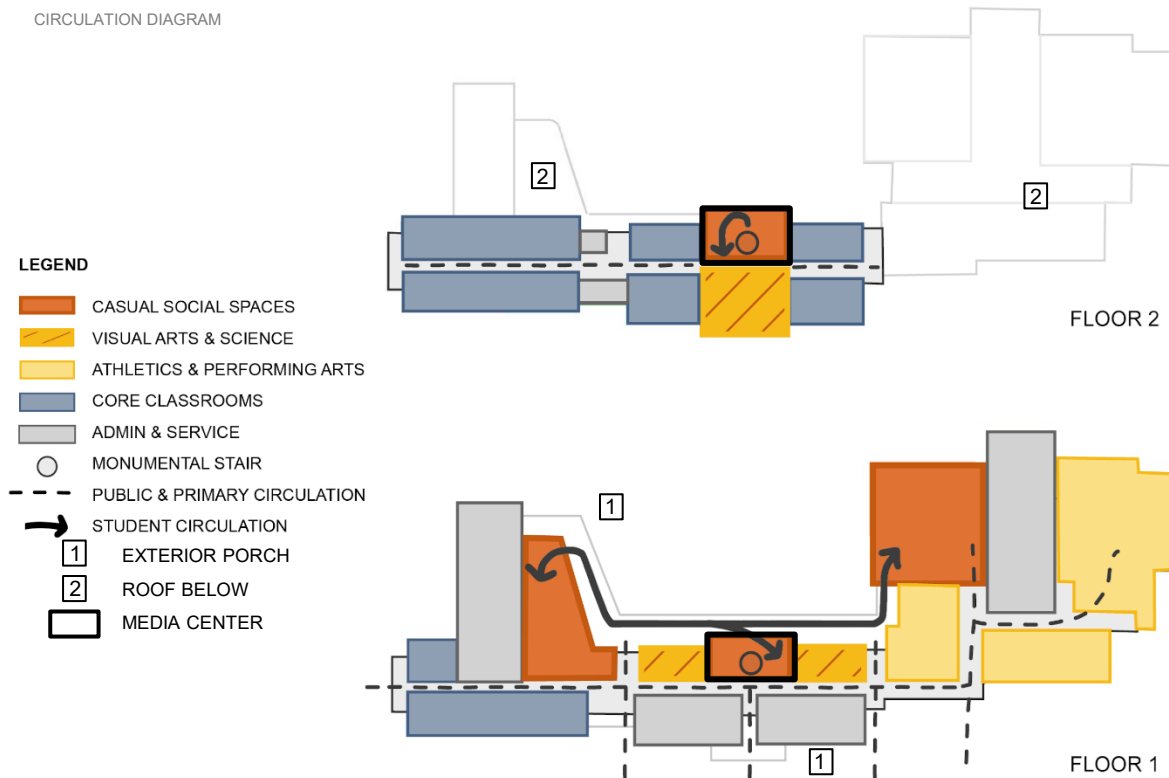 CIRCULATION DIAGRAM
2
2
FLOOR 2
LEGEND
CASUAL SOCIAL SPACES
VISUAL ARTS & SCIENCE
ATHLETICS & PERFORMING ARTS
CORE CLASSROOMS
ADMIN & SERVICE
MONUMENTAL STAIR
PUBLIC & PRIMARY CIRCULATION
STUDENT CIRCULATION
1 EXTERIOR PORCH
2 ROOF BELOW
MEDIA CENTER
1
1
FLOOR 1